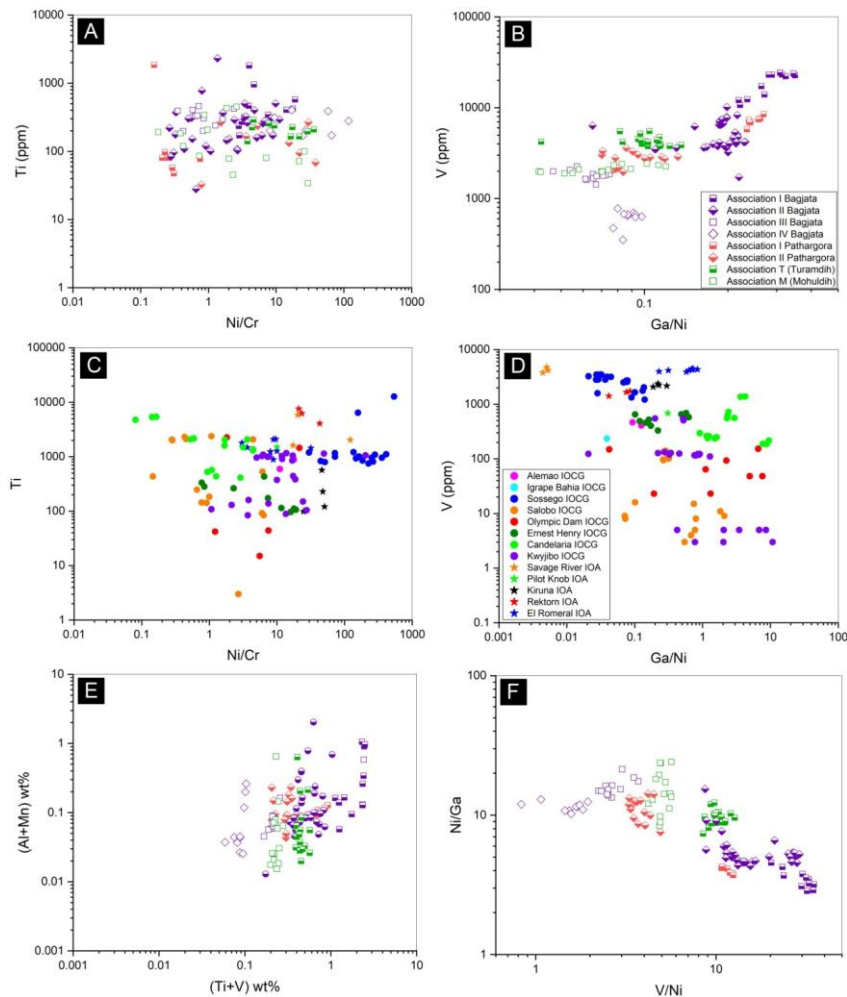 A
Ti (ppm)
10000
1000
100
10
1
0.01
0.1
1
10
100
1000
Ni/Cr
B
V (ppm)
100000
10000
1000
100
0.1
Ga/Ni
Association I Bagjata
Association II Bagjata
Association III Bagjata
Association IV Bagjata
Association I Pathargora
Association II Pathargora
Association T (Turamdih)
Association M (Mohuldih)
C
Ti
100000
10000
1000
100
10
1
0.01
0.1
1
10
100
1000
Ni/Cr
D
V (ppm)
10000
1000
100
10
1
0.1
0.001
0.01
0.1
1
10
100
Ga/Ni
Alemao IOCG
Igrape Bahia IOCG
Sossego IOCG
Salobo IOCG
Olympic Dam IOCG
Ernest Henry IOCG
Candelaria IOCG
Kwyjibo IOCG
Savage River IOA
Pilot Knob IOA
Kiruna IOA
Rektorn IOA
El Romeral IOA
E
(Al+Mn) wt%
10
1
0.1
0.01
0.001
0.001
0.01
0.1
1
10
(Ti+V) wt%
F
Ni/Ga
100
10
1
1
10
V/Ni